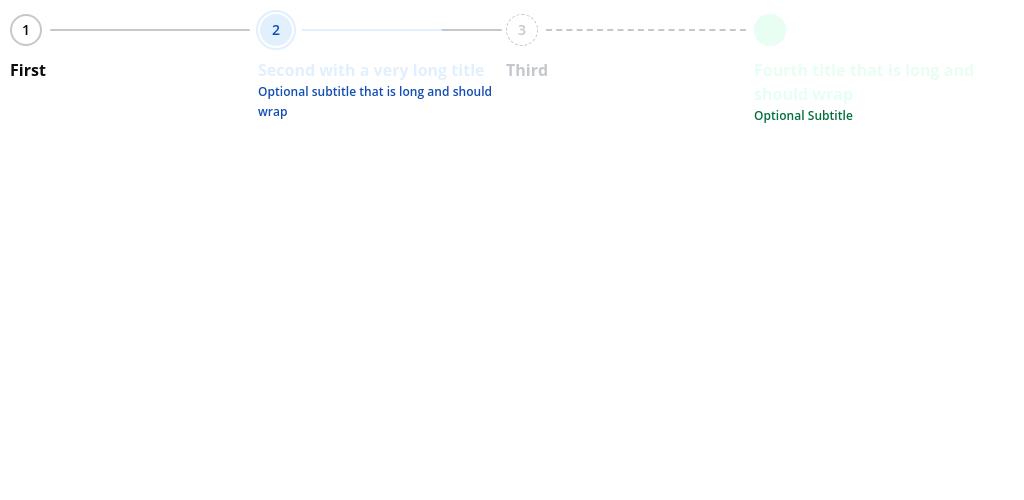 1
2
3
First
Second with a very long title
Optional subtitle that is long and should
wrap
Third
Fourth title that is long and
should wrap
Optional Subtitle